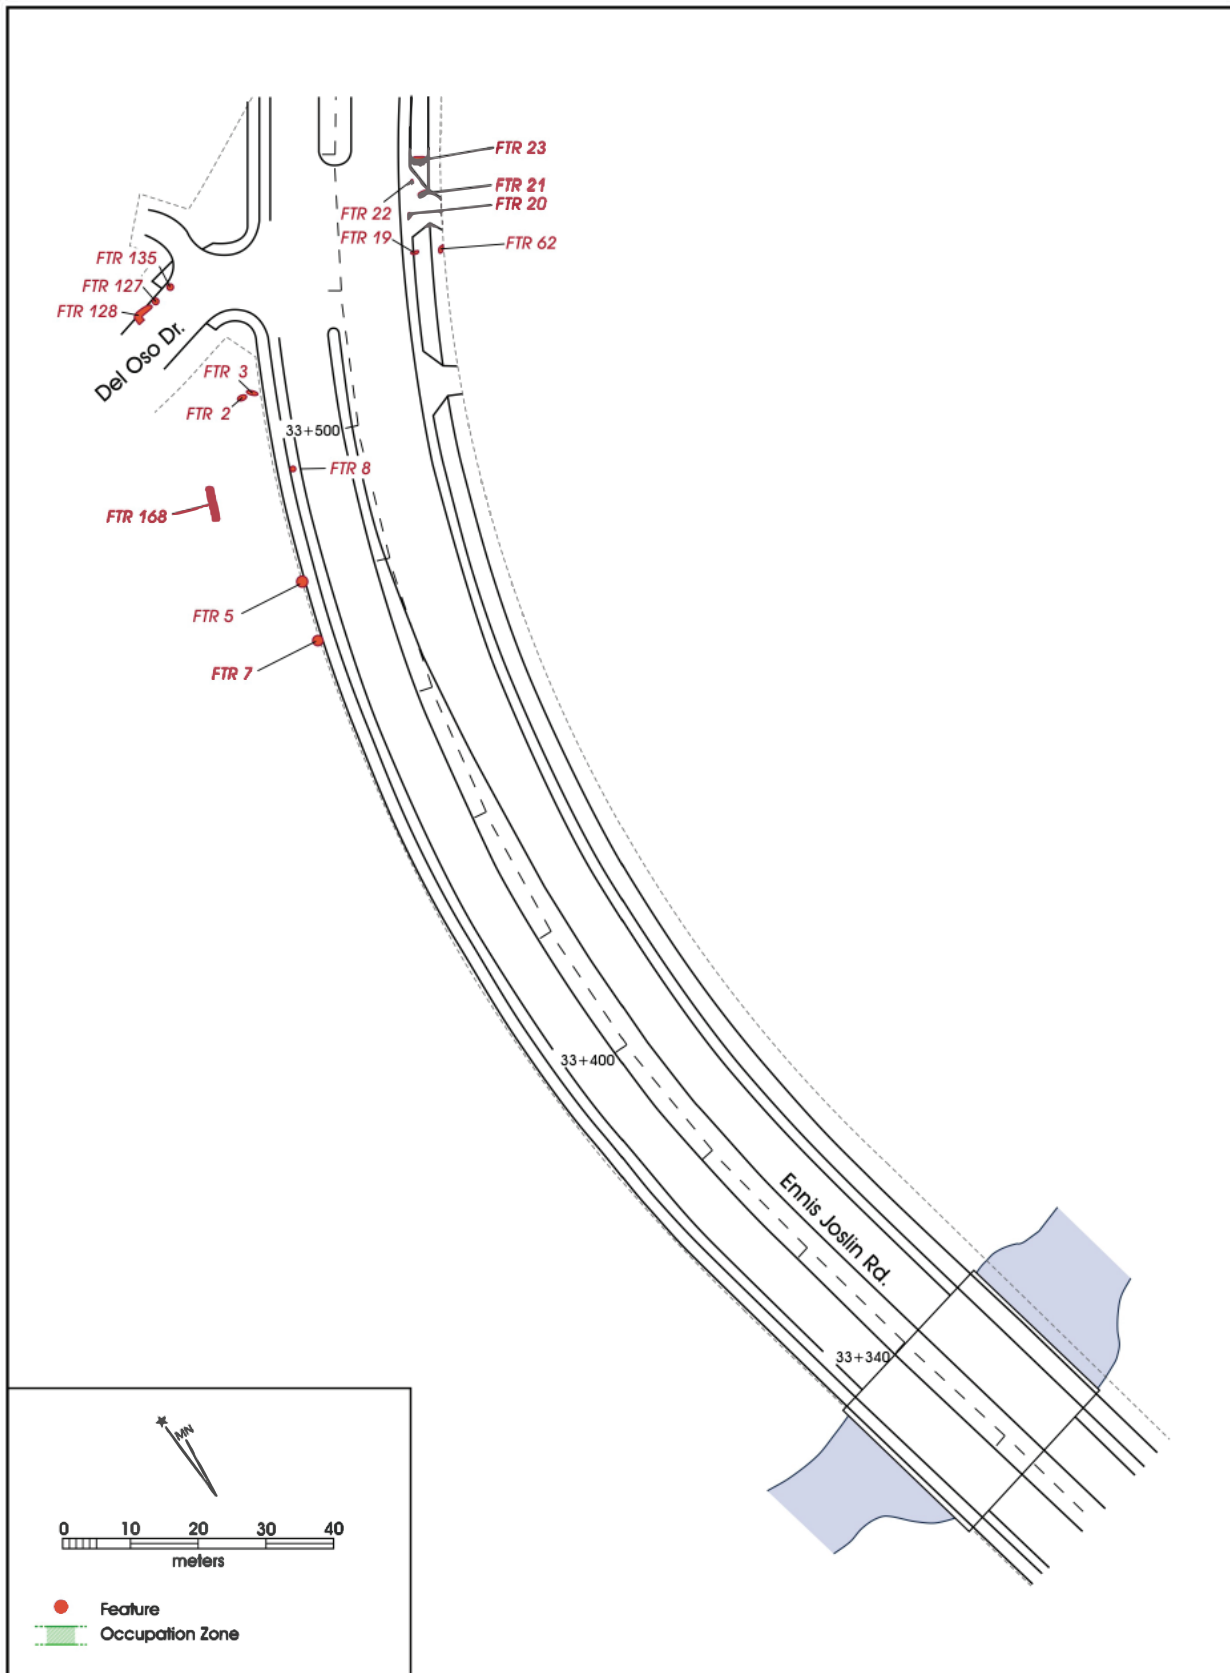 FTR 23
FTR 21
FTR 20
FTR 22
FTR 19
FTR 62
FTR 135
FTR 127
FTR 128
Del Oso Dr.
FTR 3
FTR 2
33+500
FTR 8
FTR 168
FTR 5
FTR 7
33+400
Ennis Joslin Rd.
33+340
MN
0 10 20 30 40
meters
Feature
Occupation Zone